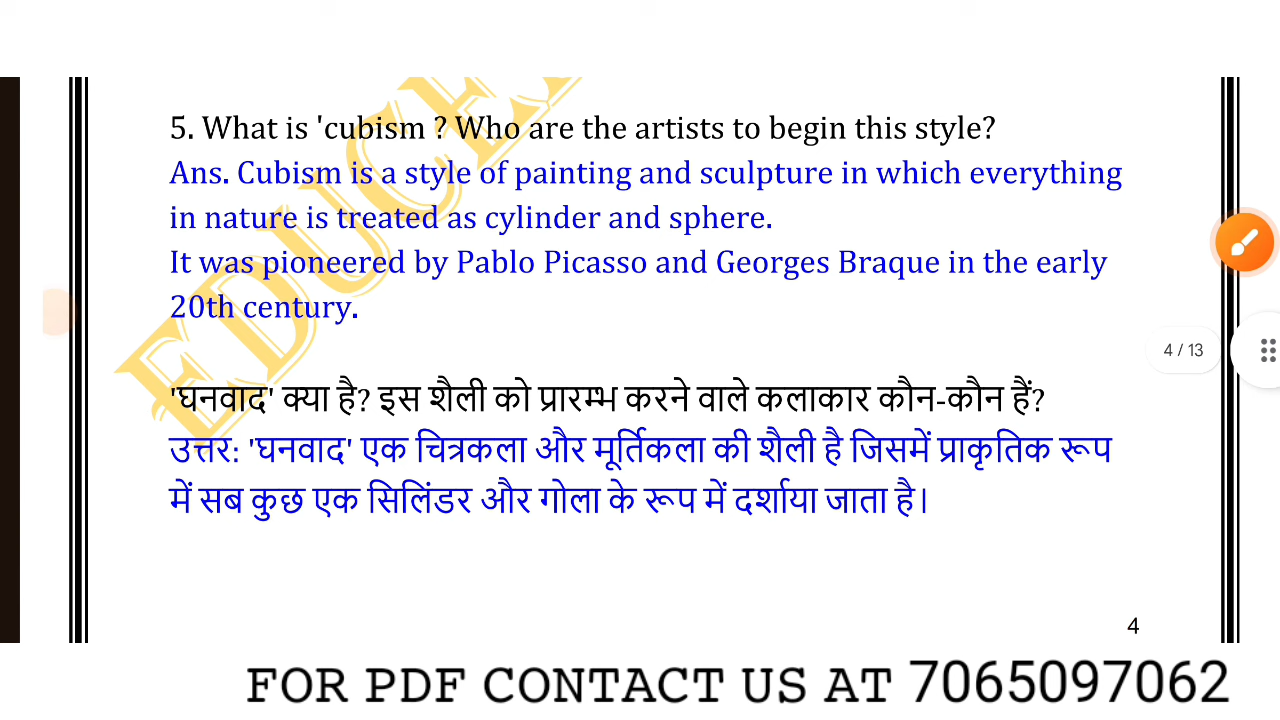 5. What is 'cubism ? Who are the artists to begin this style?
Ans. Cubism is a style of painting and sculpture in which everything
in nature is treated as cylinder and sphere.
It was pioneered by Pablo Picasso and Georges Braque in the early
20th century.
4 / 13
'घनवाद' क्या है? इस शैली को प्रारम्भ करने वाले कलाकार कौन-कौन हैं?
उत्तर: 'घनवाद' एक चित्रकला और मूर्तिकला की शैली है जिसमें प्राकृतिक रूप
में सब कुछ एक सिलिंडर और गोला के रूप में दर्शाया जाता है।
4
FOR PDF CONTACT US AT 7065097062